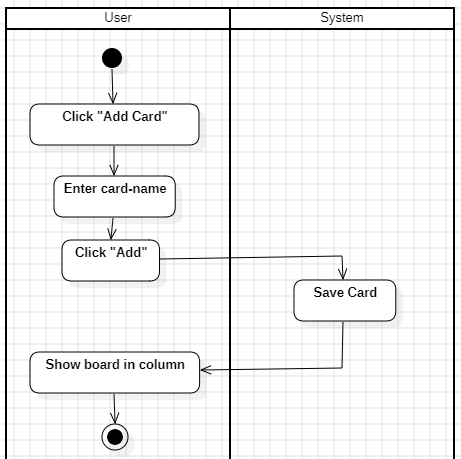 User
System
Click "Add Card"
Enter card-name
Click "Add"
Save Card
Show board in column